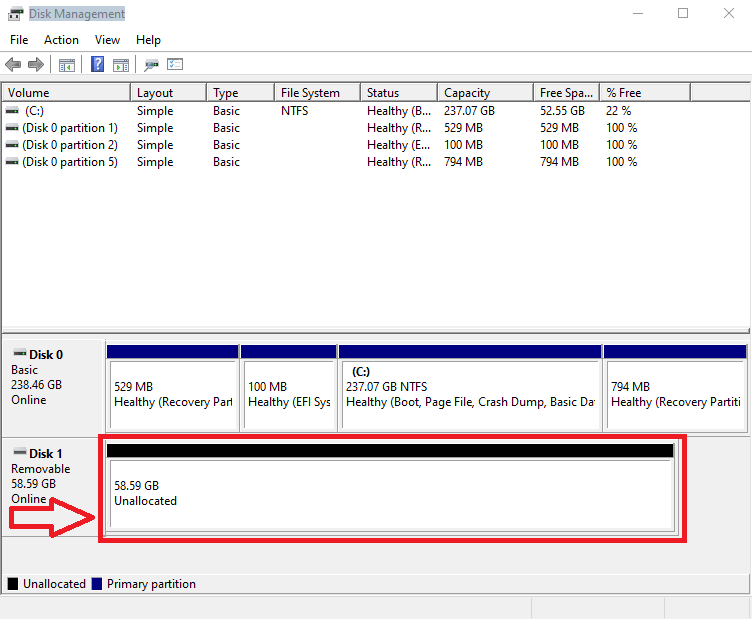 Disk Management
File Action View Help
Volume Layout Type File System Status Capacity Free Spa... % Free
(C:) Simple Basic NTFS Healthy (B... 237.07 GB 52.55 GB 22 %
(Disk 0 partition 1) Simple Basic Healthy (R... 529 MB 529 MB 100 %
(Disk 0 partition 2) Simple Basic Healthy (E... 100 MB 100 MB 100 %
(Disk 0 partition 5) Simple Basic Healthy (R... 794 MB 794 MB 100 %
Disk 0
Basic
238.46 GB
Online
529 MB
Healthy (Recovery Part
100 MB
Healthy (EFI Sys
(C:)
237.07 GB NTFS
Healthy (Boot, Page File, Crash Dump, Basic Da
794 MB
Healthy (Recovery Partiti
Disk 1
Removable
58.59 GB
Online
58.59 GB
Unallocated
Unallocated Primary partition